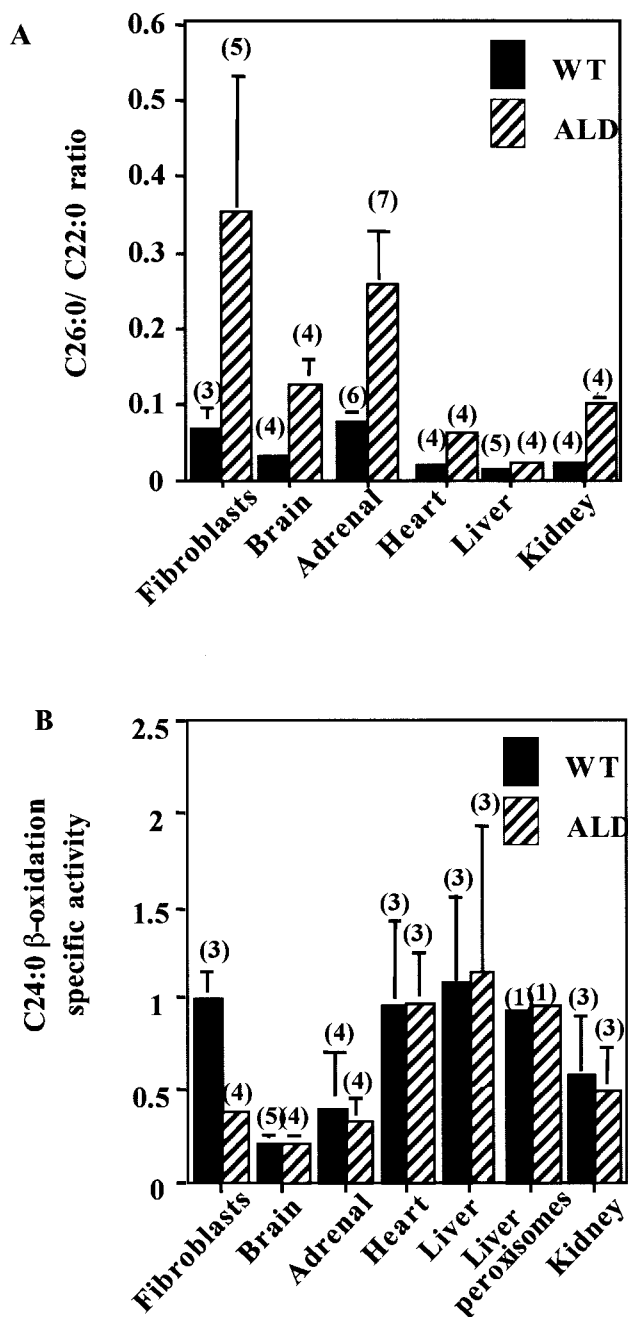 A
C26:0/ C22:0 ratio
0.6
0.5
0.4
0.3
0.2
0.1
0
WT
ALD
(3)
(5)
(4)
(4)
(6)
(7)
(4)
(4)
(5)
(4)
(4)
(4)
Fibroblasts
Brain
Adrenal
Heart
Liver
Kidney
B
C24:0 β-oxidation
specific activity
2.5
2
1.5
1
0.5
0
WT
ALD
(3)
(4)
(5)
(4)
(4)
(4)
(3)
(3)
(3)
(3)
(1)
(1)
(3)
(3)
Fibroblasts
Brain
Adrenal
Heart
Liver
Liver
peroxisomes
Kidney